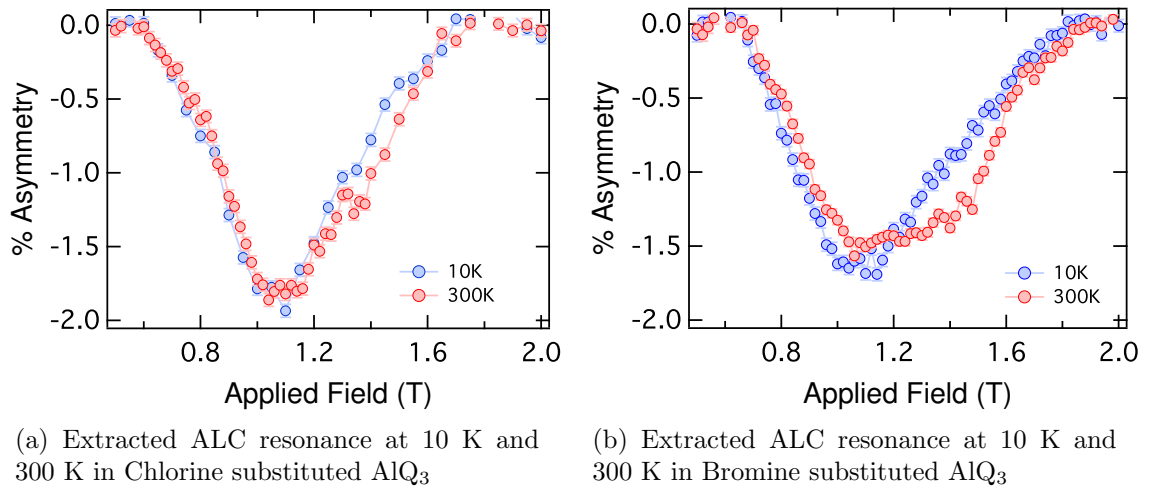 0.0
-0.5
-1.0
-1.5
-2.0
% Asymmetry
10K
300K
0.8 1.2 1.6 2.0
Applied Field (T)
(a) Extracted ALC resonance at 10 K and
300 K in Chlorine substituted AlQ₃
0.0
-0.5
-1.0
-1.5
-2.0
% Asymmetry
10K
300K
0.8 1.2 1.6 2.0
Applied Field (T)
(b) Extracted ALC resonance at 10 K and
300 K in Bromine substituted AlQ₃